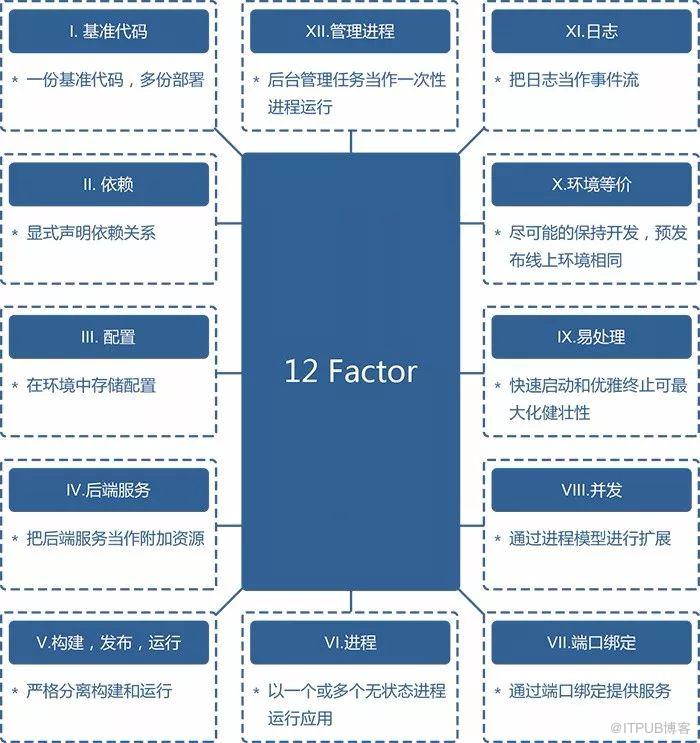 I. 基准代码
* 一份基准代码，多份部署
XII.管理进程
* 后台管理任务当作一次性
进程运行
XI.日志
* 把日志当作事件流
II. 依赖
* 显式声明依赖关系
X.环境等价
* 尽可能的保持开发，预发
布线上环境相同
III. 配置
* 在环境中存储配置
12 Factor
IX.易处理
* 快速启动和优雅终止可最
大化健壮性
IV.后端服务
* 把后端服务当作附加资源
VIII.并发
* 通过进程模型进行扩展
V.构建，发布，运行
* 严格分离构建和运行
VI.进程
* 以一个或多个无状态进程
运行应用
VII.端口绑定
* 通过端口绑定提供服务
@ITPUB博客